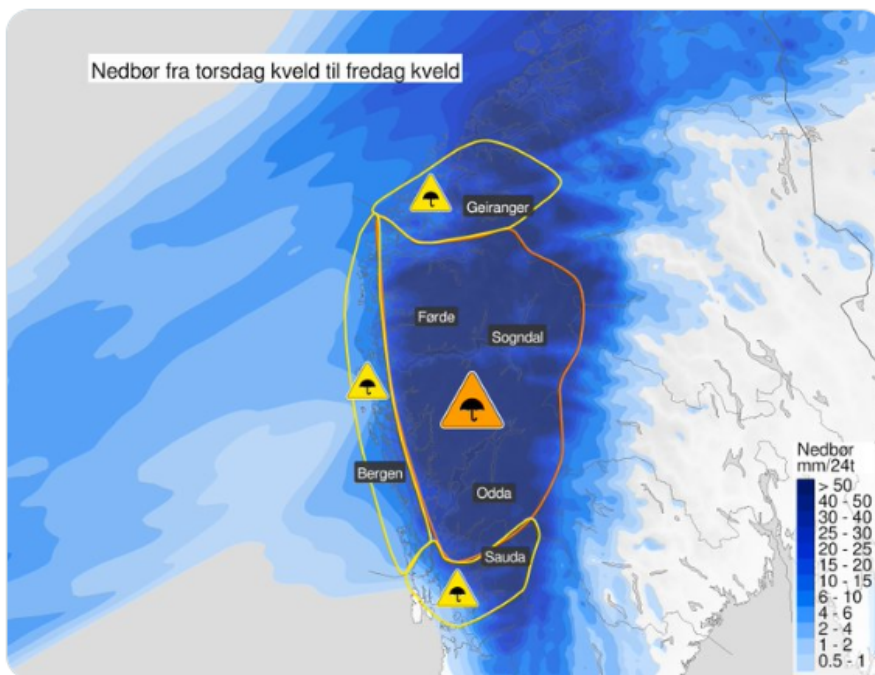 Nedbør fra torsdag kveld til fredag kveld
Geiranger
Førde
Sogndal
Bergen
Odda
Sauda
Nedbør
mm/24t
> 50
40 - 50
30 - 40
25 - 30
20 - 25
15 - 20
10 - 15
6 - 10
4 - 6
2 - 4
1 - 2
0.5 - 1